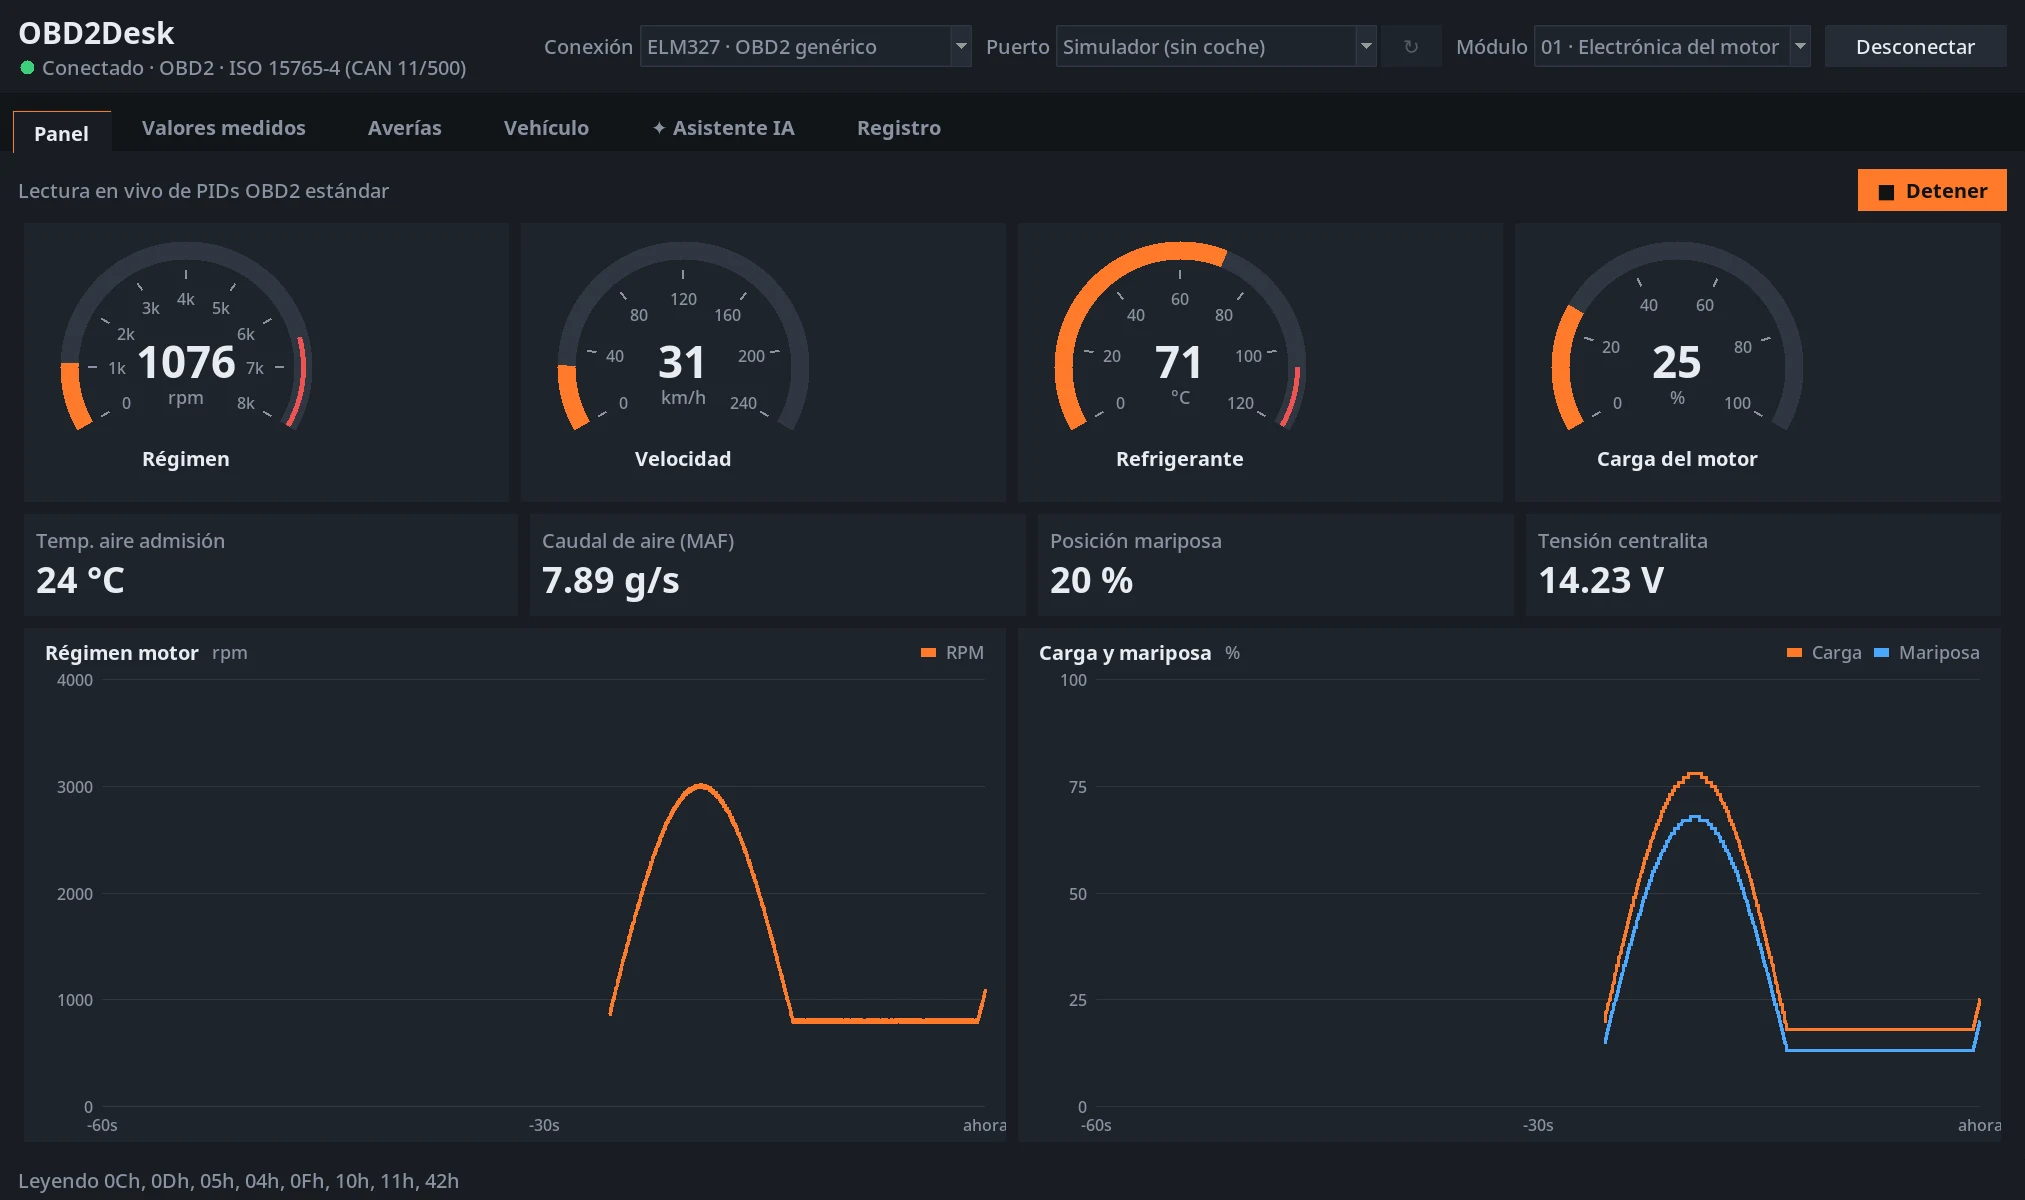 OBD2Desk
Conectado · OBD2 · ISO 15765-4 (CAN 11/500)
Conexión ELM327 · OBD2 genérico Puerto Simulador (sin coche) ↻ Módulo 01 · Electrónica del motor Desconectar
Panel Valores medidos Averías Vehículo ✦ Asistente IA Registro
Lectura en vivo de PIDs OBD2 estándar
■ Detener
0 1k 2k 3k 4k 5k 6k 7k 8k
1076
rpm
Régimen
0 40 80 120 160 200 240
31
km/h
Velocidad
0 20 40 60 80 100 120
71
°C
Refrigerante
0 20 40 60 80 100
25
%
Carga del motor
Temp. aire admisión
24 °C
Caudal de aire (MAF)
7.89 g/s
Posición mariposa
20 %
Tensión centralita
14.23 V
Régimen motor rpm
RPM
4000
3000
2000
1000
0
-60s -30s ahora
Carga y mariposa %
Carga Mariposa
100
75
50
25
0
-60s -30s ahora
Leyendo 0Ch, 0Dh, 05h, 04h, 0Fh, 10h, 11h, 42h